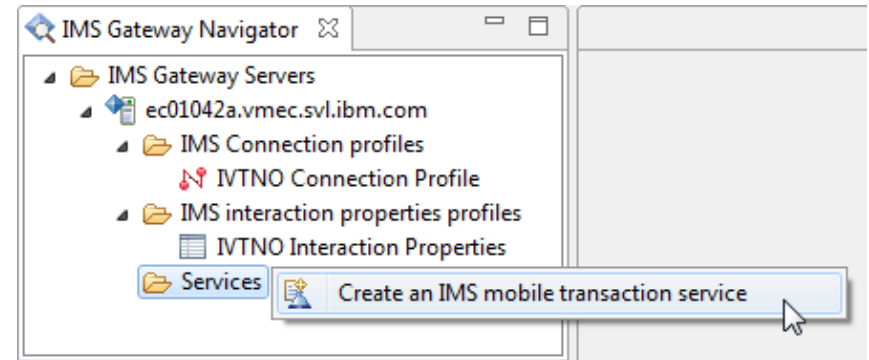 IMS Gateway Navigator
IMS Gateway Servers
ec01042a.vmec.svl.ibm.com
IMS Connection profiles
IVTNO Connection Profile
IMS interaction properties profiles
IVTNO Interaction Properties
Services
Create an IMS mobile transaction service